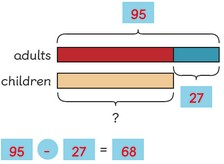 95
adults
children
27
?
95 - 27 = 68